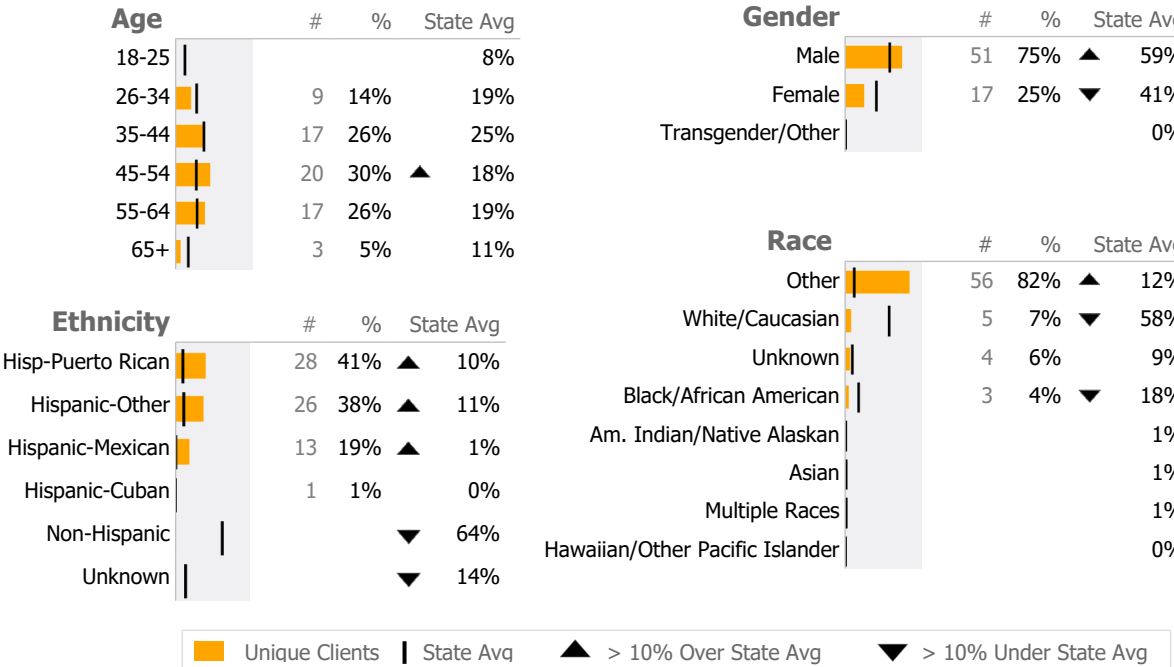 Age # % State Avg
18-25 8%
26-34 9 14% 19%
35-44 17 26% 25%
45-54 20 30% ▲ 18%
55-64 17 26% 19%
65+ 3 5% 11%
Ethnicity # % State Avg
Hisp-Puerto Rican 28 41% ▲ 10%
Hispanic-Other 26 38% ▲ 11%
Hispanic-Mexican 13 19% ▲ 1%
Hispanic-Cuban 1 1% 0%
Non-Hispanic ▼ 64%
Unknown ▼ 14%
Gender # % State Avg
Male 51 75% ▲ 59%
Female 17 25% ▼ 41%
Transgender/Other 0%
Race # % State Avg
Other 56 82% ▲ 12%
White/Caucasian 5 7% ▼ 58%
Unknown 4 6% 9%
Black/African American 3 4% ▼ 18%
Am. Indian/Native Alaskan 1%
Asian 1%
Multiple Races 1%
Hawaiian/Other Pacific Islander 0%
Unique Clients | State Avg ▲ > 10% Over State Avg ▼ > 10% Under State Avg